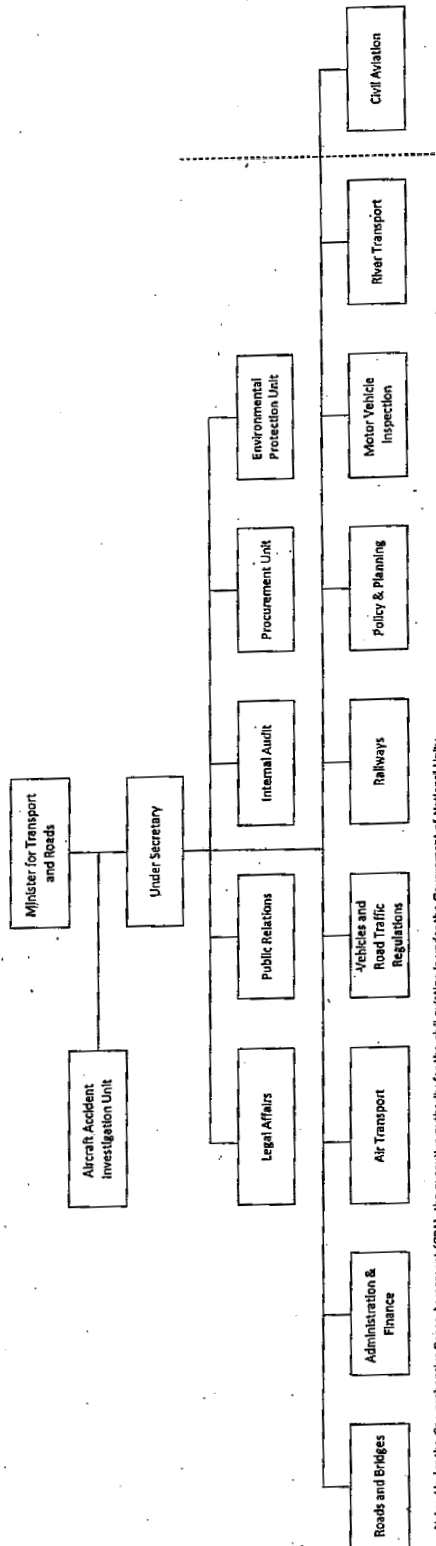 Minister for Transport
and Roads
Aircraft Accident
Investigation Unit
Under Secretary
Legal Affairs
Public Relations
Internal Audit
Procurement Unit
Environmental
Protection Unit
Roads and Bridges
Administration &
Finance
Air Transport
Vehicles and
Road Traffic
Regulations
Railways
Policy & Planning
Motor Vehicle
Inspection
River Transport
Civil Aviation